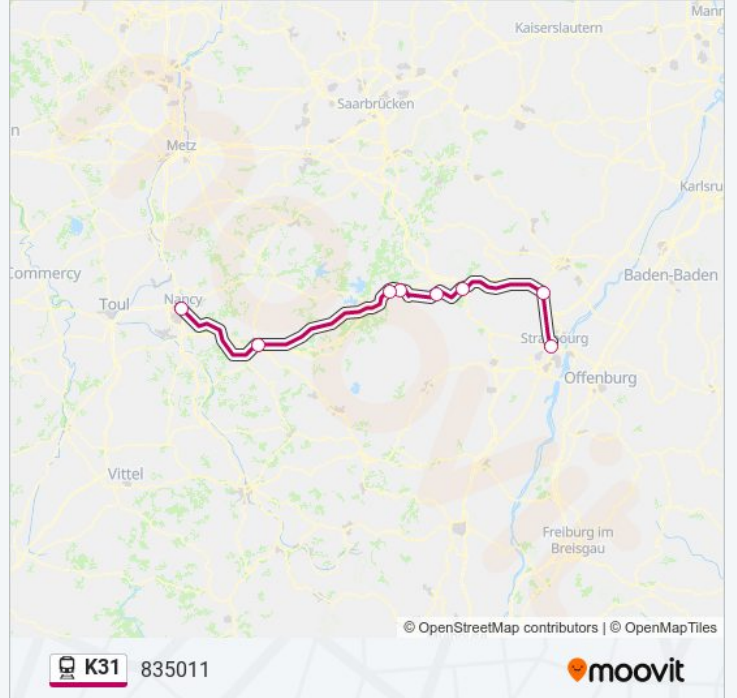 Mann
Kaiserslautern
Saarbrücken
n
Metz
Karlsru
Commercy
Toul
Nancy
Baden-Baden
Strasbourg
Offenburg
Vittel
Freiburg im
Breisgau
© OpenStreetMap contributors | © OpenMapTiles
K31 835011 moovit
moovit